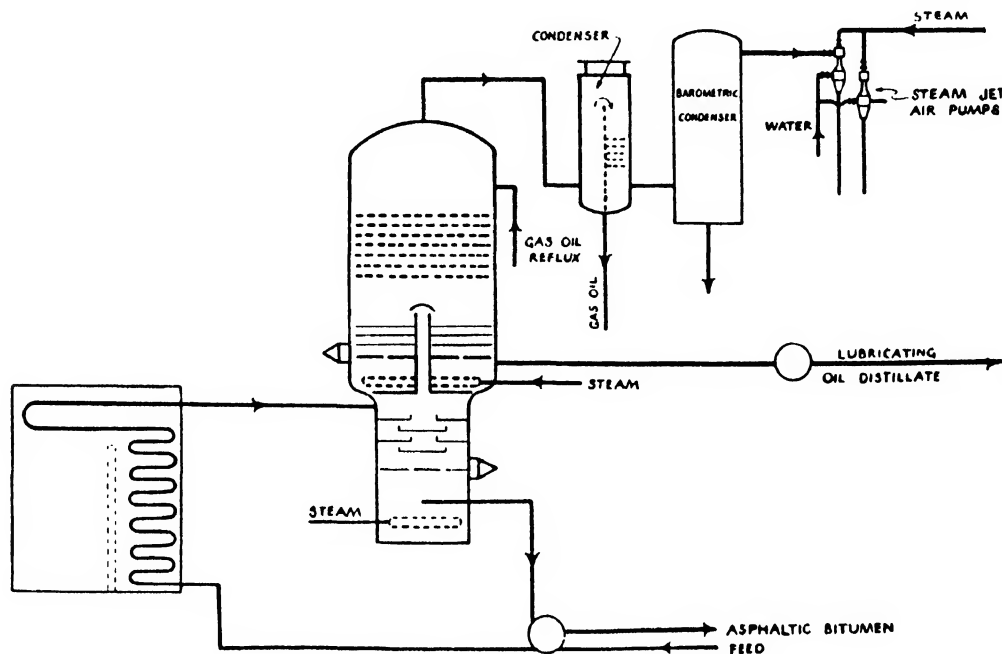 STEAM
CONDENSER
BAROMETRIC
CONDENSER
STEAM JET
AIR PUMPS
WATER
GAS OIL
REFLUX
GAS OIL
LUBRICATING
OIL DISTILLATE
STEAM
STEAM
ASPHALTIC BITUMEN
FEED